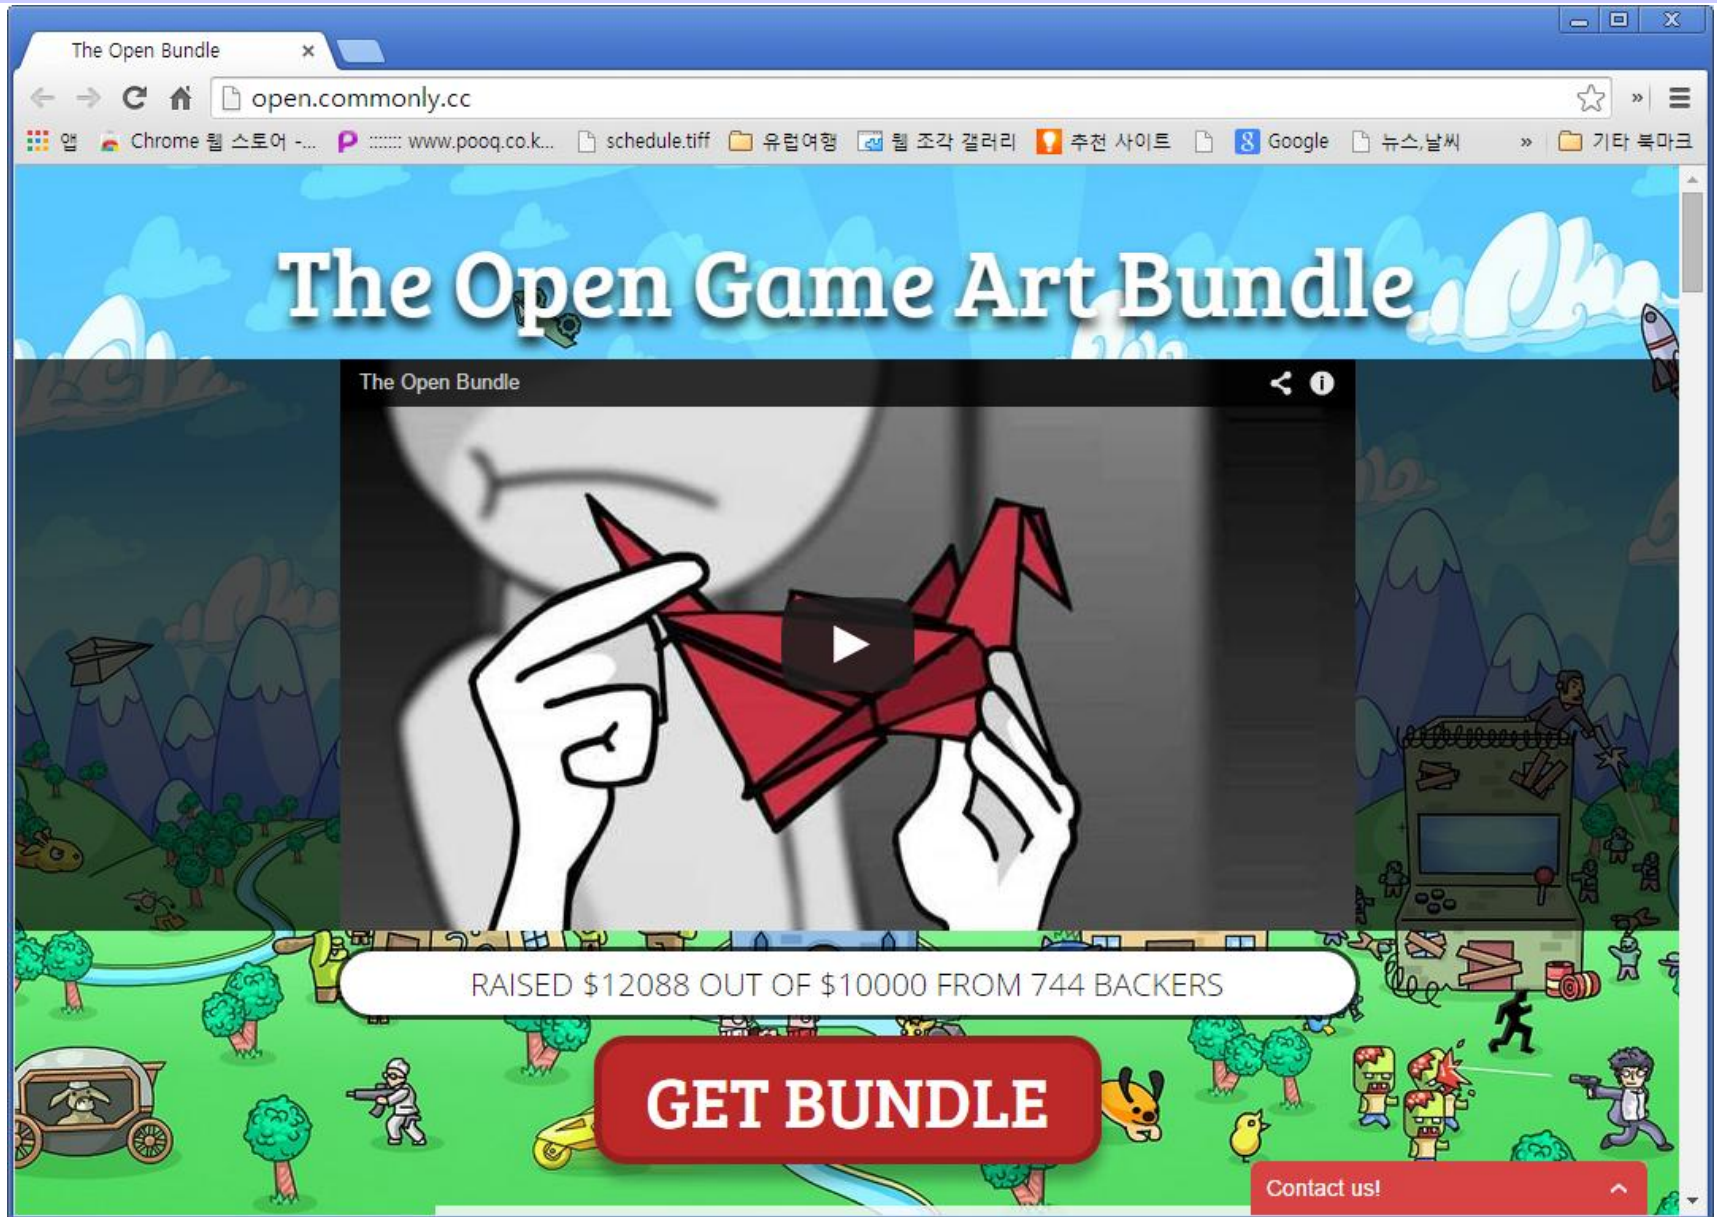 The Open Bundle
open.commonly.cc
앱 Chrome 웹 스토어 -... ::::::: www.pooq.co.k... schedule.tiff 유럽여행 웹 조각 갤러리 추천 사이트 Google 뉴스,날씨 » 기타 북마크
The Open Game Art Bundle
The Open Bundle
RAISED $12088 OUT OF $10000 FROM 744 BACKERS
GET BUNDLE
Contact us!